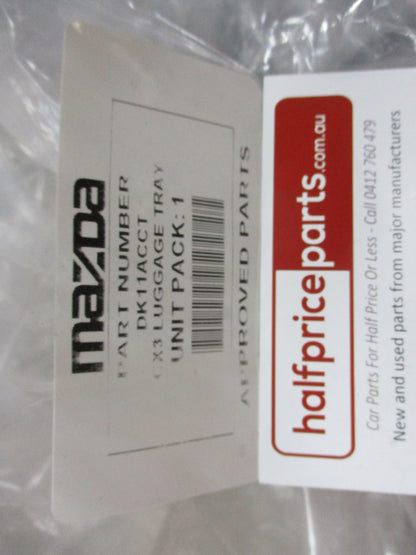 mazda
PART NUMBER
DK11ACCT
CX3 LUGGAGE TRAY
UNIT PACK: 1
APPROVED PARTS
halfpriceparts.com.au
Car Parts For Half Price Or Less - Call 0412 760 479
New and used parts from major manufacturers